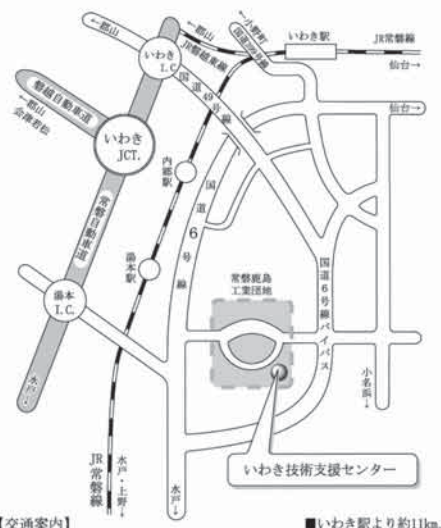 ←小野町
国道399号線
いわき駅
JR常磐線
仙台→
←郡山
←郡山
JR磐越東線
いわき
I.C.
国道49号線
仙台→
磐越自動車道
←郡山
会津若松
いわき
JCT.
内郷駅
国道6号線
常磐自動車道
湯本駅
湯本
I.C.
常磐鹿島
工業団地
国道6号線バイパス
小名浜→
水戸→
いわき技術支援センター
JR常磐線
水戸・上野→
水戸→
【交通案内】
■いわき駅より約11km、